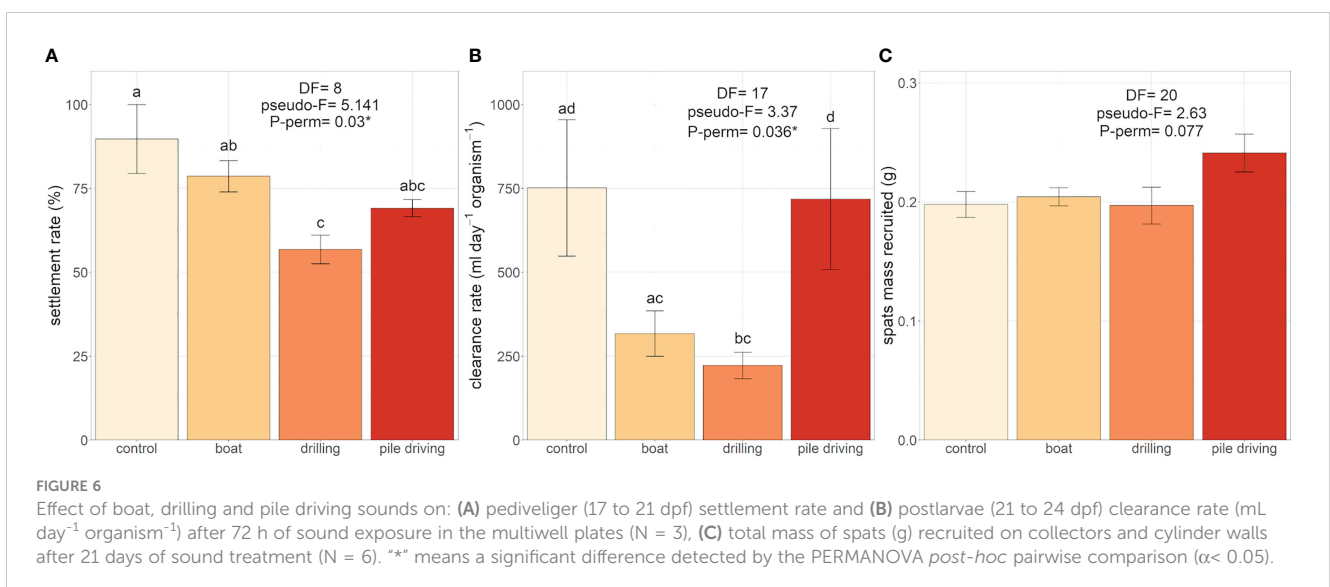 A
DF= 8
pseudo-F= 5.141
P-perm= 0.03*
a
ab
c
abc
100
75
50
25
0
settlement rate (%)
control boat drilling pile driving
B
DF= 17
pseudo-F= 3.37
P-perm= 0.036*
ad
ac
bc
d
1000
750
500
250
0
clearance rate (ml day⁻¹ organism⁻¹)
control boat drilling pile driving
C
DF= 20
pseudo-F= 2.63
P-perm= 0.077
0.3
0.2
0.1
0.0
spats mass recruited (g)
control boat drilling pile driving
FIGURE 6
Effect of boat, drilling and pile driving sounds on: (A) pediveliger (17 to 21 dpf) settlement rate and (B) postlarvae (21 to 24 dpf) clearance rate (mL
day⁻¹ organism⁻¹) after 72 h of sound exposure in the multiwell plates (N = 3), (C) total mass of spats (g) recruited on collectors and cylinder walls
after 21 days of sound treatment (N = 6). “*” means a significant difference detected by the PERMANOVA post-hoc pairwise comparison (α< 0.05).